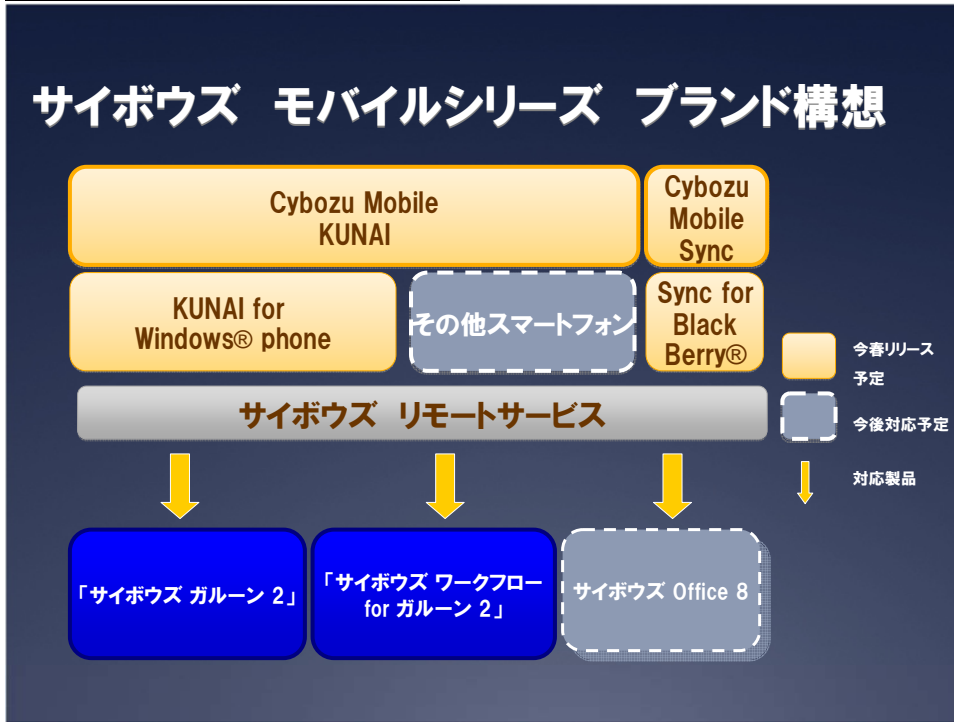 サイボウズ モバイルシリーズ ブランド構想
Cybozu Mobile
KUNAI
Cybozu
Mobile
Sync
KUNAI for
Windows® phone
その他スマートフォン
Sync for
Black
Berry®
今春リリース
予定
サイボウズ リモートサービス
今後対応予定
対応製品
「サイボウズ ガルーン 2」
「サイボウズ ワークフロー
for ガルーン 2」
サイボウズ Office 8